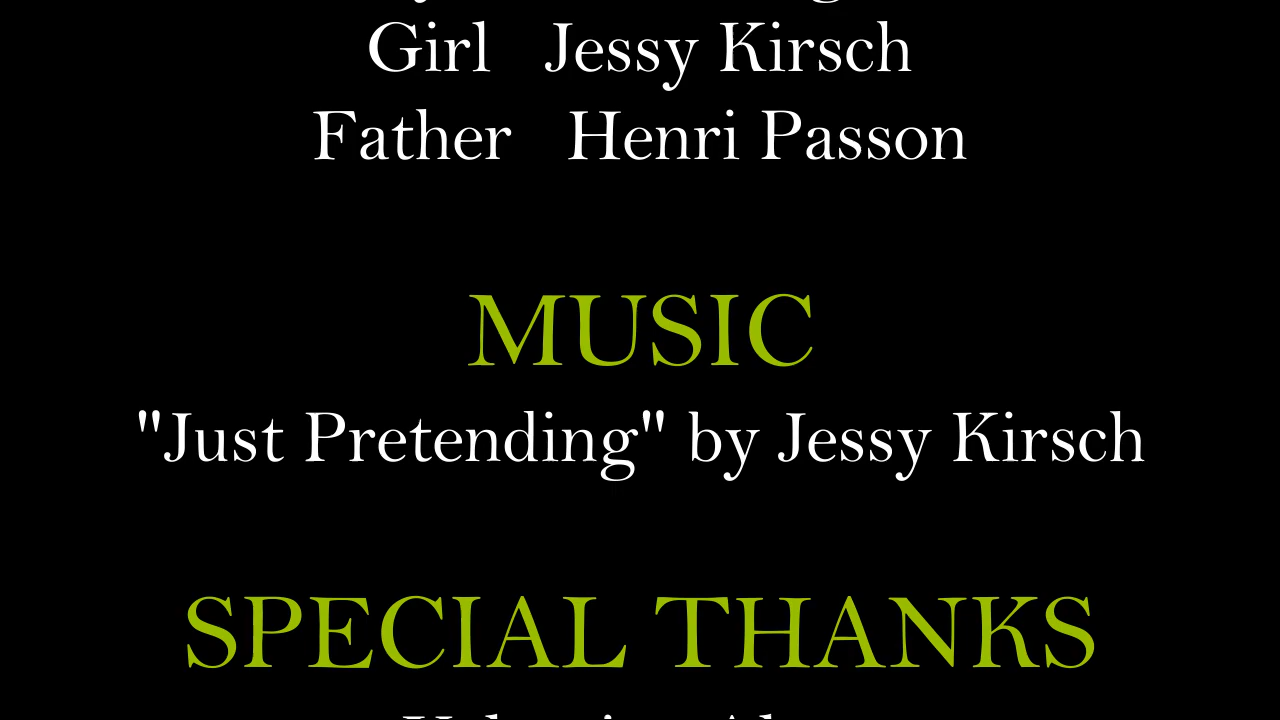 Girl   Jessy Kirsch
Father   Henri Passon
MUSIC
"Just Pretending" by Jessy Kirsch
SPECIAL THANKS